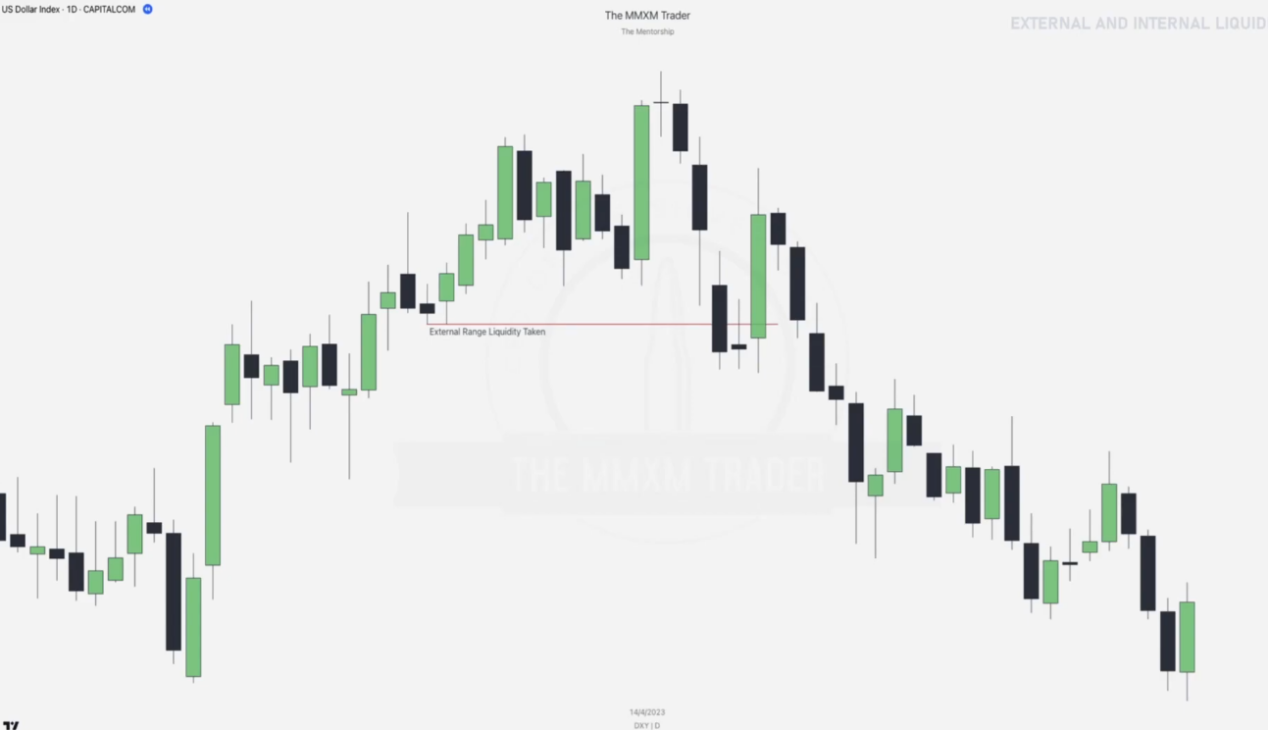 US Dollar Index · 1D · CAPITALCOM
The MMXM Trader
The Mentorship
EXTERNAL AND INTERNAL LIQUID
External Range Liquidity Taken
THE MMXM TRADER
14/4/2023
DXY | D